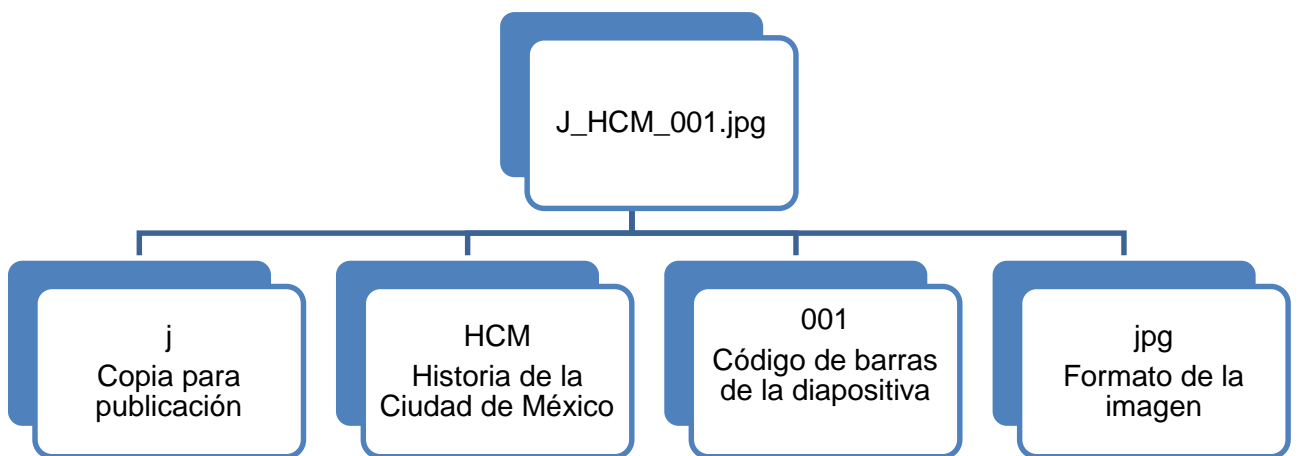 J_HCM_001.jpg
j
Copia para
publicación
HCM
Historia de la
Ciudad de México
001
Código de barras
de la diapositiva
jpg
Formato de la
imagen